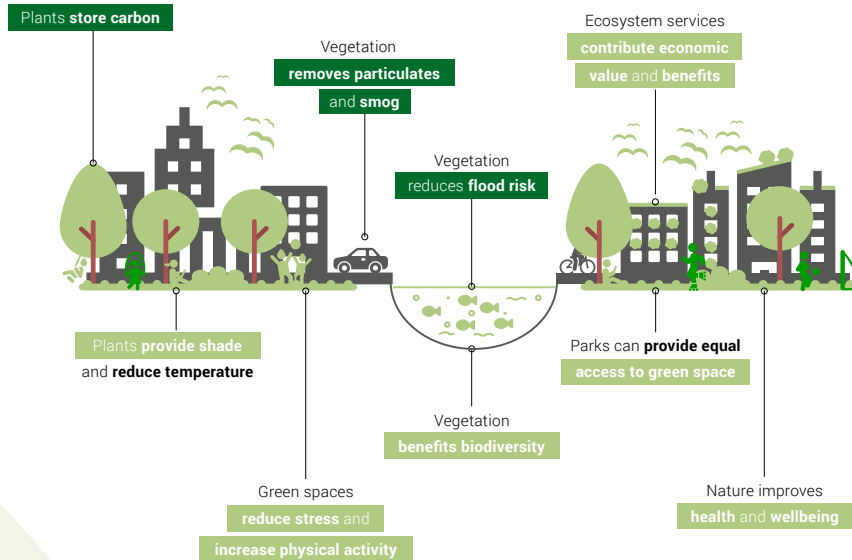 Plants store carbon
Vegetation
removes particulates
and smog
Ecosystem services
contribute economic
value and benefits
Vegetation
reduces flood risk
Plants provide shade
and reduce temperature
Parks can provide equal
access to green space
Vegetation
benefits biodiversity
Green spaces
reduce stress and
increase physical activity
Nature improves
health and wellbeing